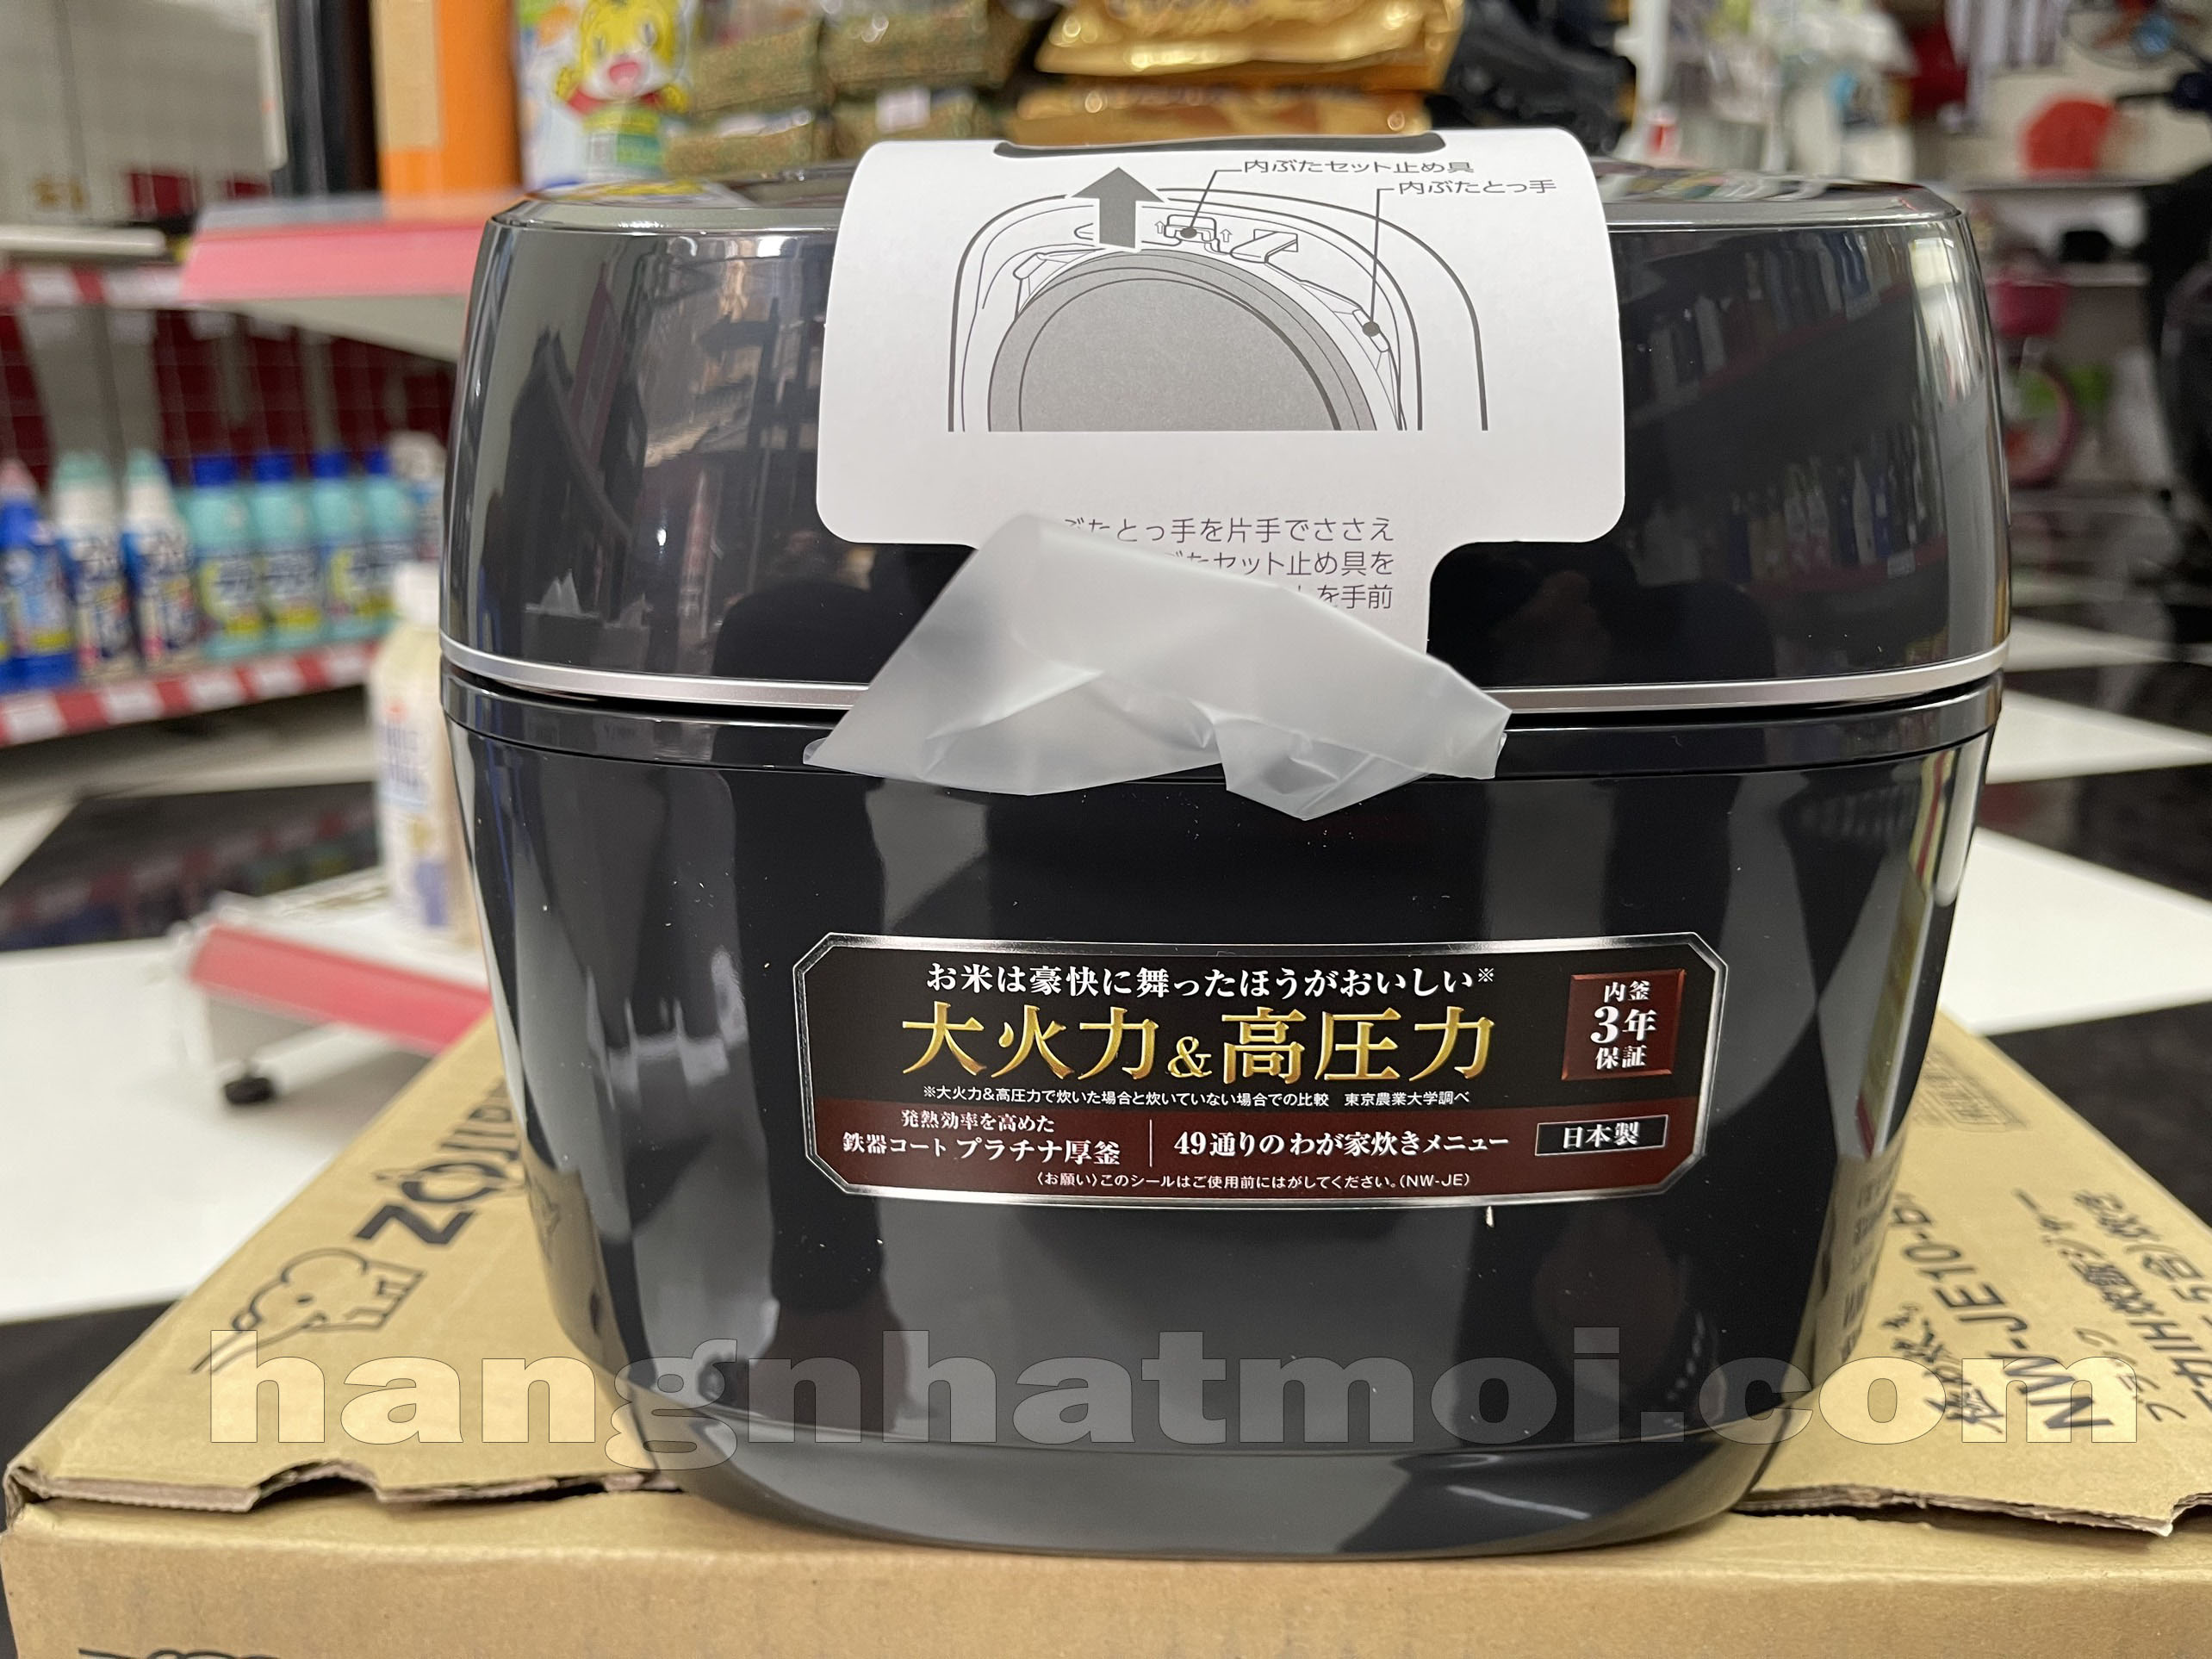 内ぶたセット止め具
内ぶたとっ手
ぶたとっ手を片手でささえ
ぶたセット止め具を
を手前
お米は豪快に舞ったほうがおいしい※
大火力&高圧力
※大火力&高圧力で炊いた場合と炊いていない場合での比較 東京農業大学調べ
内釜
3年
保証
発熱効率を高めた
鉄器コート プラチナ厚釜
49通りのわが家炊きメニュー
日本製
〈お願い〉このシールはご使用前にはがしてください。(NW-JE)
ZOJI
NW-JE10-B
hangnhatmoi.com